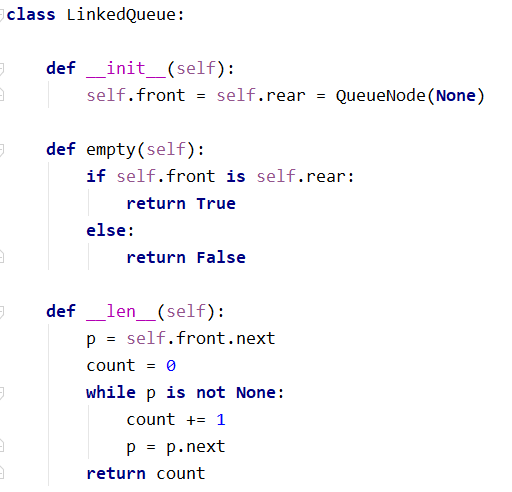 class LinkedQueue:
def __init__(self):
self.front = self.rear = QueueNode(None)
def empty(self):
if self.front is self.rear:
return True
else:
return False
def __len__(self):
p = self.front.next
count = 0
while p is not None:
count += 1
p = p.next
return count